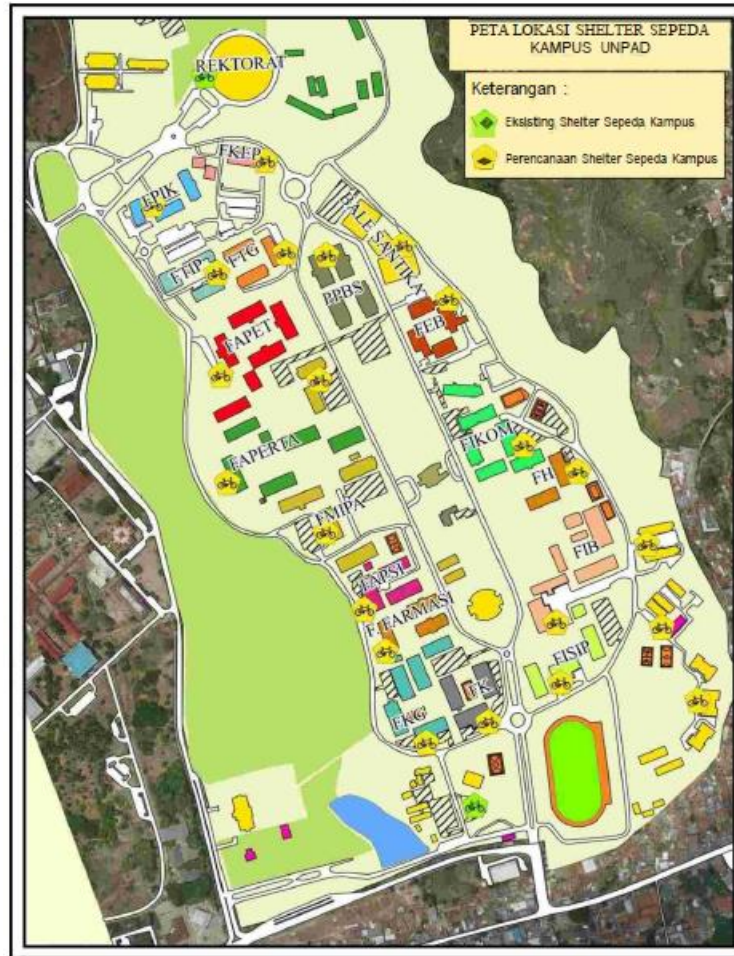 PETA LOKASI SHELTER SEPEDA
KAMPUS UNPAD
Keterangan :
Eksisting Shelter Sepeda Kampus
Perencanaan Shelter Sepeda Kampus
REKTORAT
FKEP
FPIK
BALE SANTIKA
FTG
FTIP
PPBS
FEB
FAPET
FIKOM
FAPERTA
FH
FMIPA
FIB
FAPSI
F. FARMASI
FISIP
FK
FKG